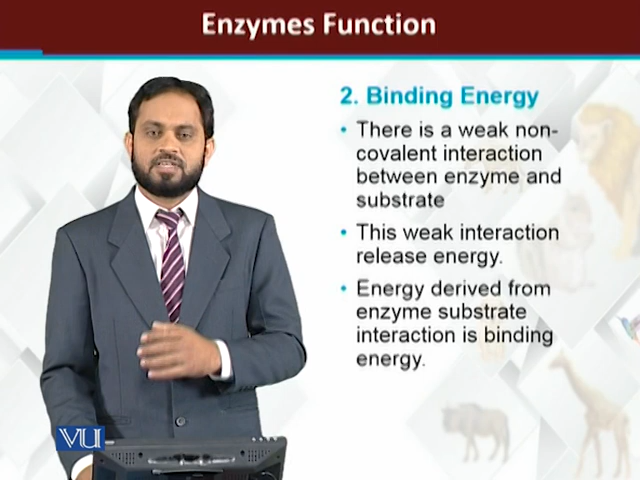 Enzymes Function
2. Binding Energy
• There is a weak non-
covalent interaction
between enzyme and
substrate
• This weak interaction
release energy.
• Energy derived from
enzyme substrate
interaction is binding
energy.
VU